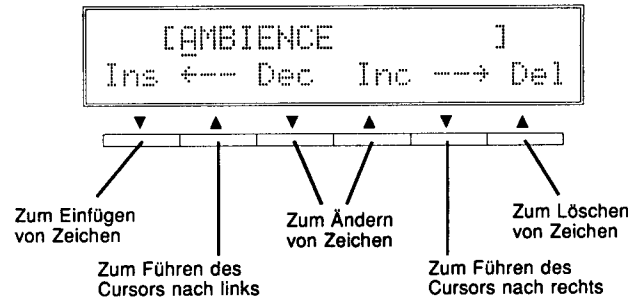 [AMBIENCE ]
Ins ←-- Dec Inc --→ Del
Zum Einfügen
von Zeichen
Zum Führen des
Cursors nach links
Zum Ändern
von Zeichen
Zum Führen des
Cursors nach rechts
Zum Löschen
von Zeichen